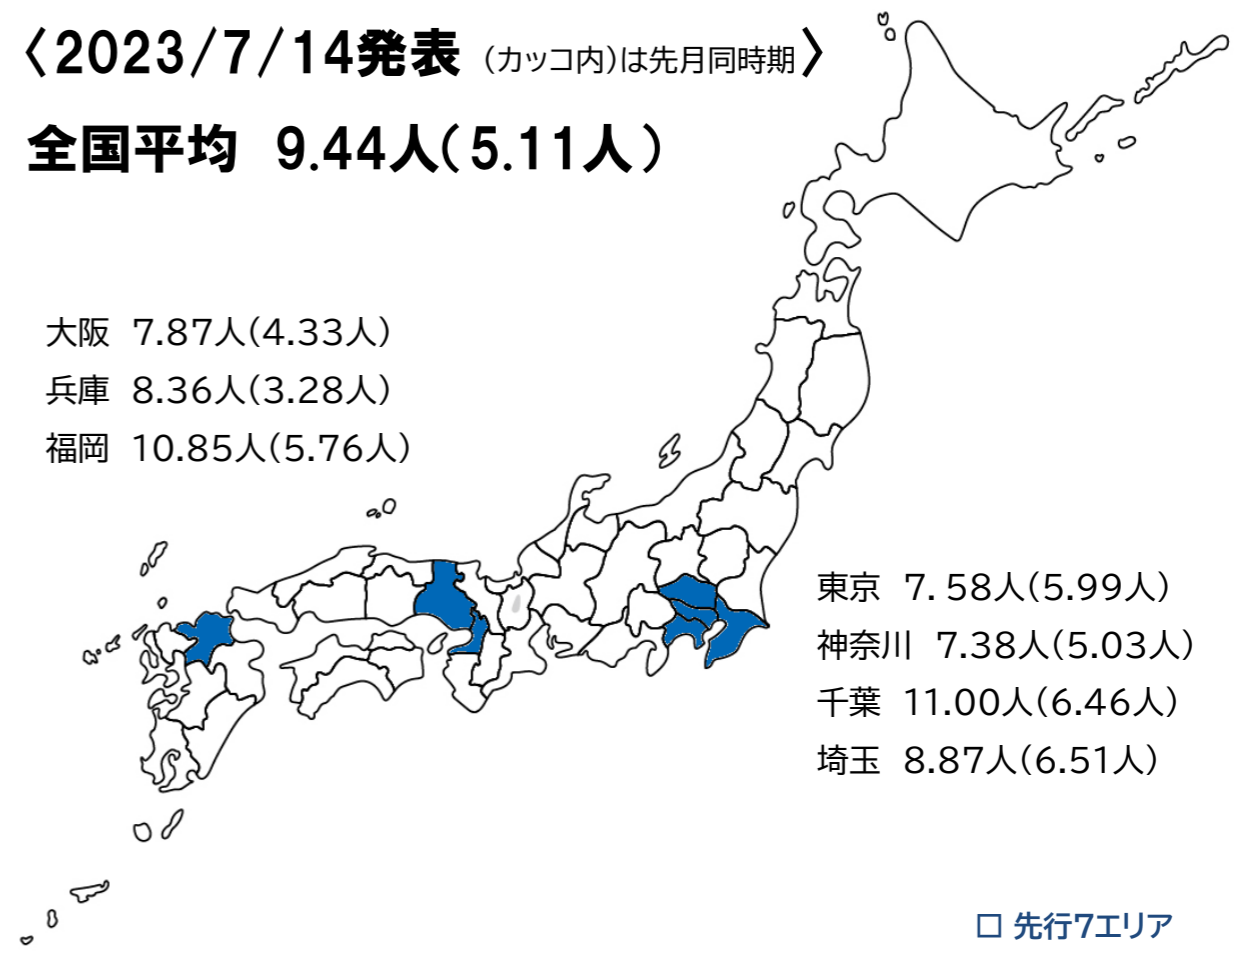 〈2023/7/14発表 (カッコ内)は先月同時期〉
全国平均 9.44人(5.11人)
大阪 7.87人(4.33人)
兵庫 8.36人(3.28人)
福岡 10.85人(5.76人)
東京 7.58人(5.99人)
神奈川 7.38人(5.03人)
千葉 11.00人(6.46人)
埼玉 8.87人(6.51人)
□ 先行7エリア